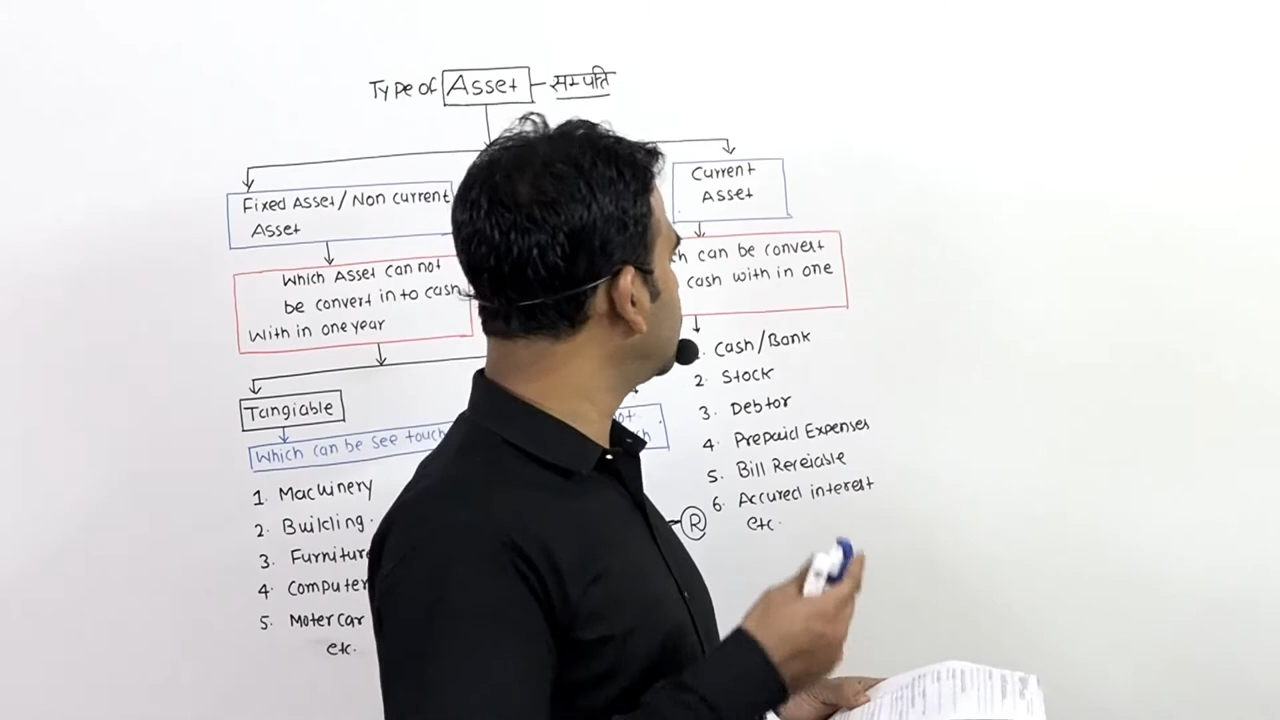 Type of Asset - सम्पति
Fixed Asset/Non current
Asset
Which Asset can not
be convert in to cash
With in one year
Tangiable
Which can be see touch
1. Machinery
2. Building.
3. Furniture
4. Computer
5. Moter car
etc.
Current
Asset
can be convert
cash with in one
1. Cash/Bank
2. Stock
3. Debtor
4. Prepaid Expenses
5. Bill Rereiable
6. Accured interest
etc.
R